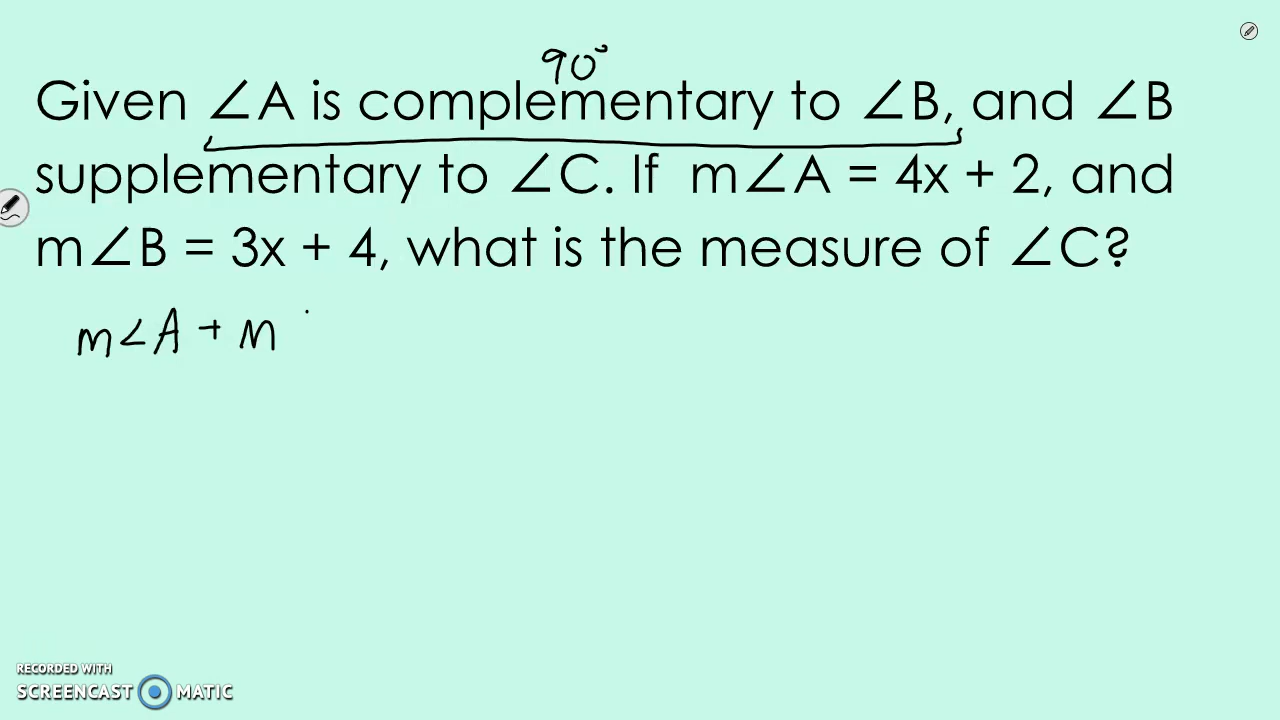 90°
Given ∠A is complementary to ∠B, and ∠B
supplementary to ∠C. If m∠A = 4x + 2, and
m∠B = 3x + 4, what is the measure of ∠C?
m∠A + m
RECORDED WITH
SCREENCAST MATIC